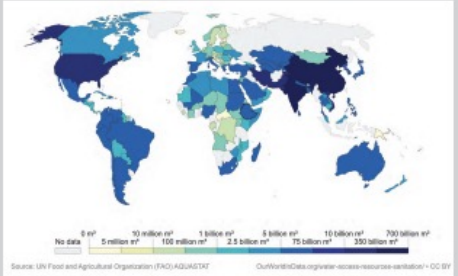 0 m³ 10 million m³ 1 billion m³ 5 billion m³ 10 billion m³ 700 billion m³
No data 5 million m³ 100 million m³ 2.5 billion m³ 75 billion m³ 350 billion m³
Source: UN Food and Agricultural Organization (FAO) AQUASTAT OurWorldInData.org/water-access-resources-sanitation/ • CC BY